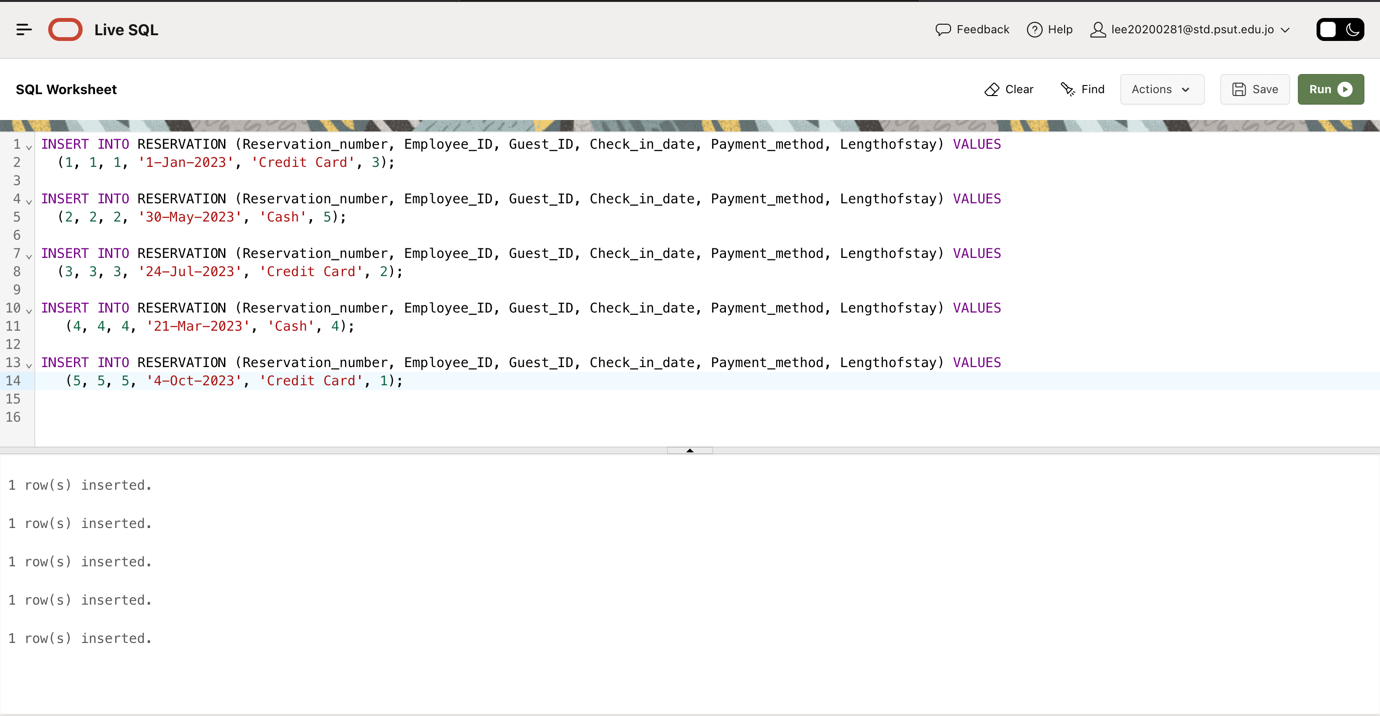 Live SQL
Feedback
Help
lee20200281@std.psut.edu.jo
SQL Worksheet
Clear
Find
Actions
Save
Run
1 INSERT INTO RESERVATION (Reservation_number, Employee_ID, Guest_ID, Check_in_date, Payment_method, Lengthofstay) VALUES
2 (1, 1, 1, '1-Jan-2023', 'Credit Card', 3);
3
4 INSERT INTO RESERVATION (Reservation_number, Employee_ID, Guest_ID, Check_in_date, Payment_method, Lengthofstay) VALUES
5 (2, 2, 2, '30-May-2023', 'Cash', 5);
6
7 INSERT INTO RESERVATION (Reservation_number, Employee_ID, Guest_ID, Check_in_date, Payment_method, Lengthofstay) VALUES
8 (3, 3, 3, '24-Jul-2023', 'Credit Card', 2);
9
10 INSERT INTO RESERVATION (Reservation_number, Employee_ID, Guest_ID, Check_in_date, Payment_method, Lengthofstay) VALUES
11 (4, 4, 4, '21-Mar-2023', 'Cash', 4);
12
13 INSERT INTO RESERVATION (Reservation_number, Employee_ID, Guest_ID, Check_in_date, Payment_method, Lengthofstay) VALUES
14 (5, 5, 5, '4-Oct-2023', 'Credit Card', 1);
15
16
1 row(s) inserted.
1 row(s) inserted.
1 row(s) inserted.
1 row(s) inserted.
1 row(s) inserted.